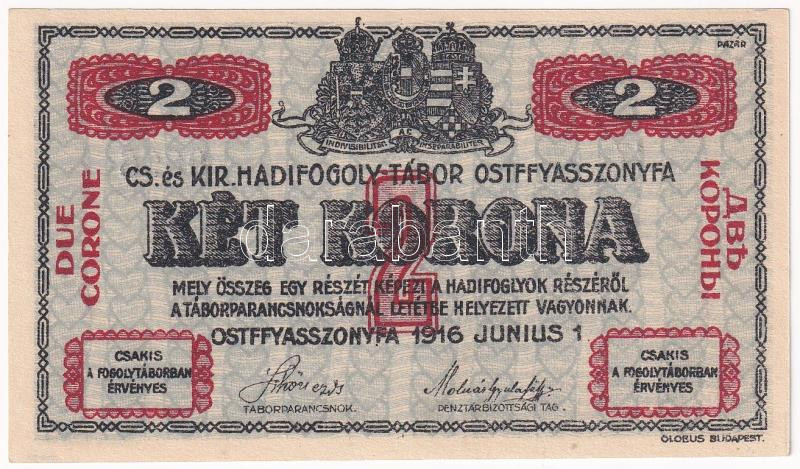 PAZÁR
2 2
INDIVISIBILITER AC INSEPARABILITER
CS. és KIR. HADIFOGOLY-TÁBOR OSTFFYASSZONYFA
DUE CORONE
KÉT KORONA
2
ДВѢ КОРОНЫ
darabanth
MELY ÖSSZEG EGY RÉSZÉT KÉPEZI A HADIFOGLYOK RÉSZÉRŐL
A TÁBORPARANCSNOKSÁGNÁL LETÉTBE HELYEZETT VAGYONNAK.
OSTFFYASSZONYFA 1916 JUNIUS 1
CSAKIS
A FOGOLYTÁBORBAN
ÉRVÉNYES
TÁBORPARANCSNOK.
PÉNZTÁRBIZOTTSÁGI TAG.
CSAKIS
A FOGOLYTÁBORBAN
ÉRVÉNYES
GLOBUS BUDAPEST.